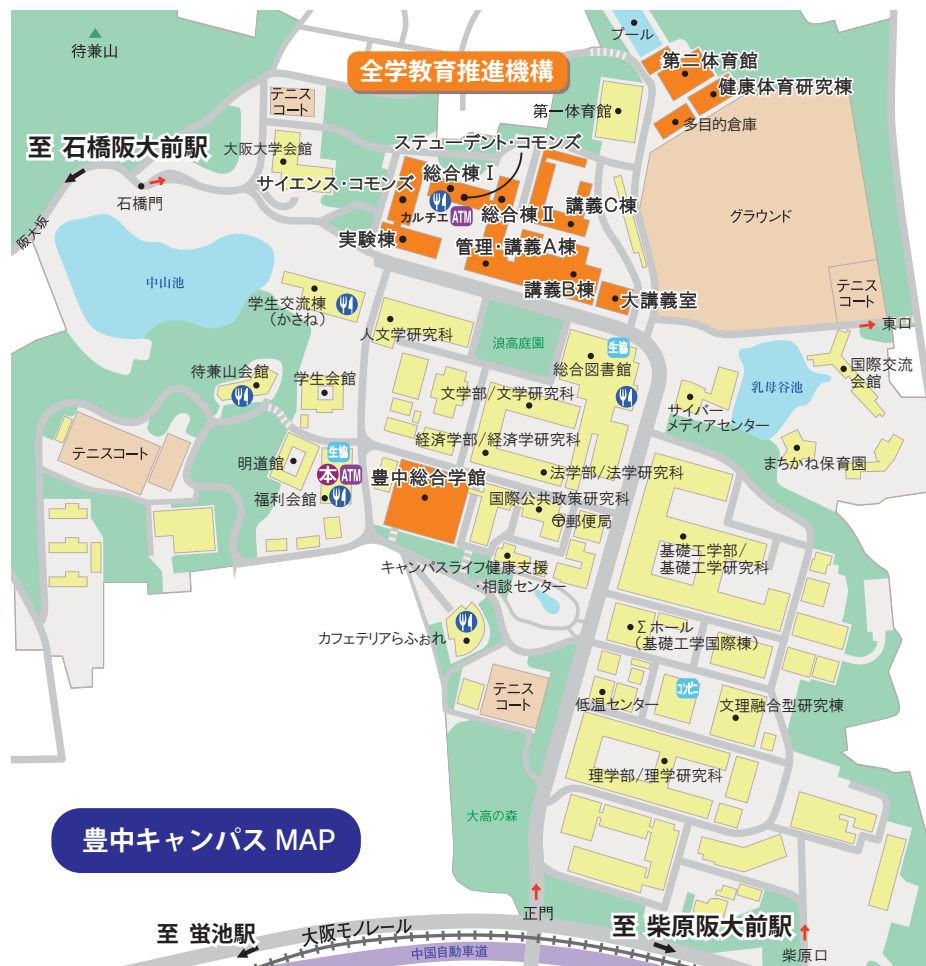 プール
待兼山
全学教育推進機構
第二体育館
健康体育研究棟
多目的倉庫
テニス
コート
第一体育館
ステューデント・コモンズ
至 石橋阪大前駅
大阪大学会館
総合棟Ⅰ
サイエンス・コモンズ
石橋門
カルチエ
ATM
総合棟Ⅱ
講義C棟
グラウンド
阪大坂
実験棟
管理・講義A棟
中山池
講義B棟
大講義室
テニス
コート
学生交流棟
(かさね)
東口
人文学研究科
浪高庭園
生協
総合図書館
国際交流
会館
待兼山会館
学生会館
文学部/文学研究科
乳母谷池
サイバー
メディアセンター
経済学部/経済学研究科
テニスコート
明道館
生協
本
ATM
豊中総合学館
法学部/法学研究科
まちかね保育園
福利会館
国際公共政策研究科
〒郵便局
基礎工学部/
基礎工学研究科
キャンパスライフ健康支援
・相談センター
カフェテリアらふぉれ
Σホール
(基礎工学国際棟)
テニス
コート
低温センター
コンビニ
文理融合型研究棟
理学部/理学研究科
大高の森
豊中キャンパス MAP
正門
至 蛍池駅
大阪モノレール
至 柴原阪大前駅
中国自動車道
柴原口